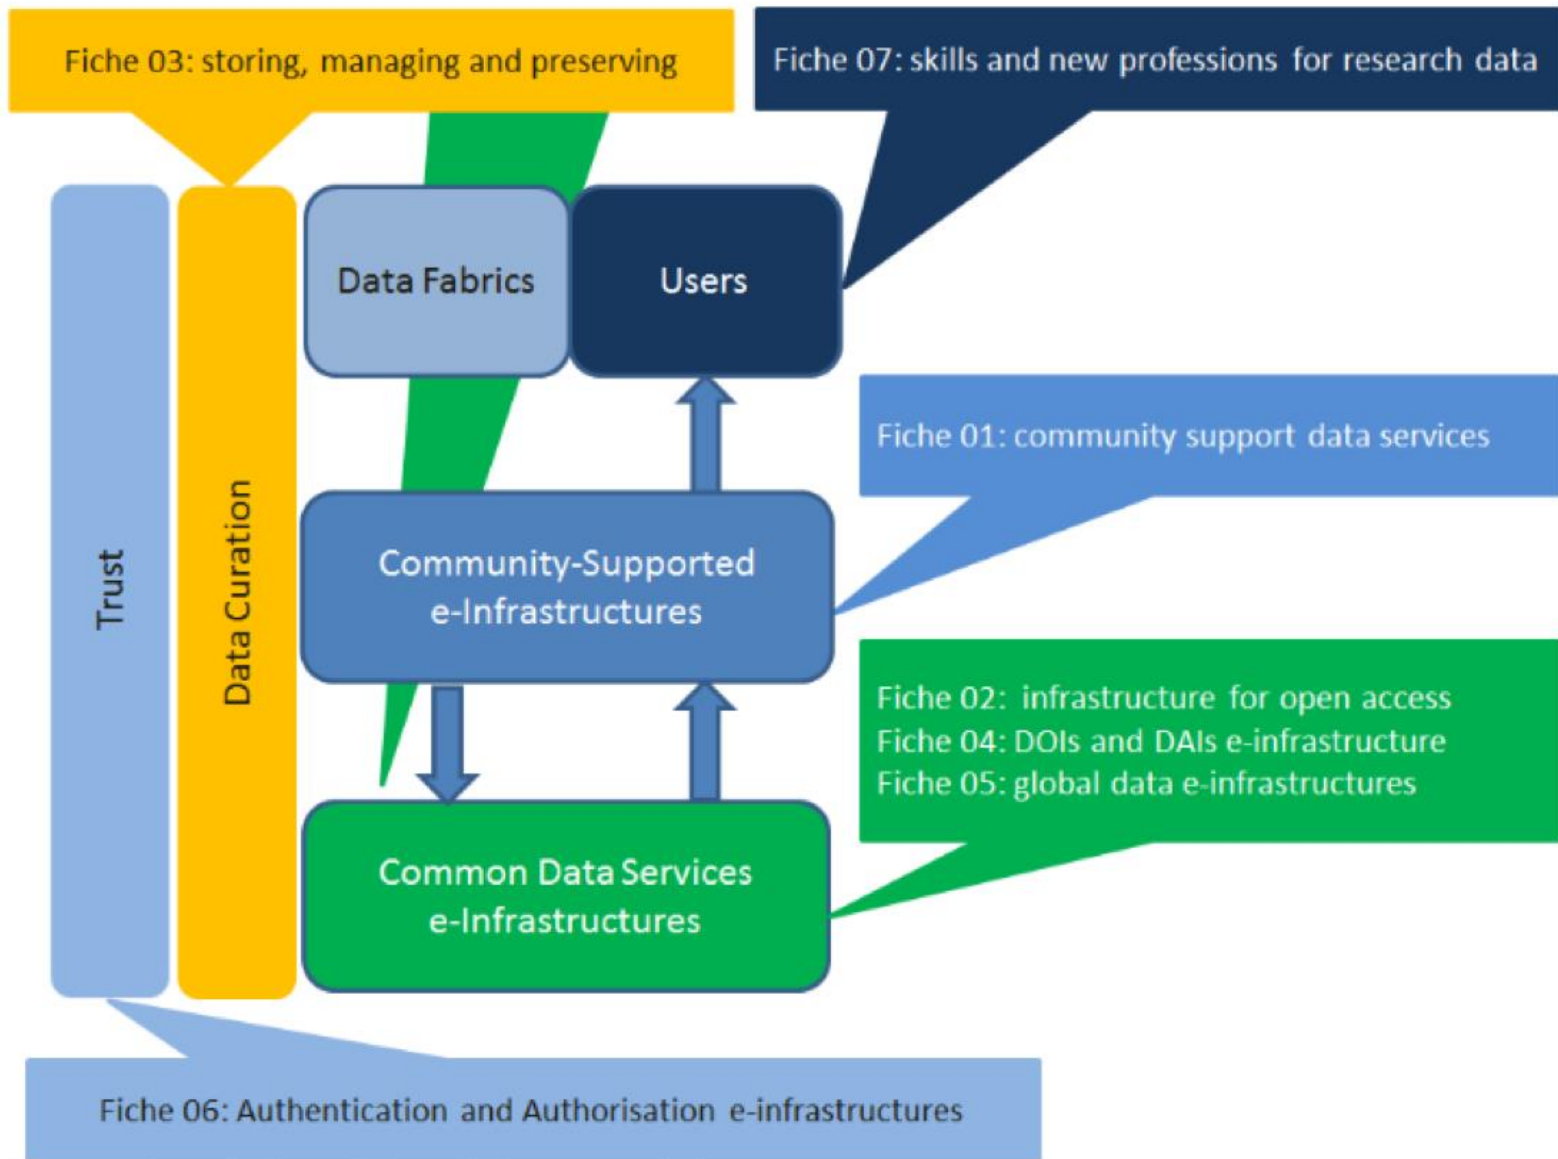 Fiche 03: storing, managing and preserving
Fiche 07: skills and new professions for research data
Data Fabrics
Users
Fiche 01: community support data services
Trust
Data Curation
Community-Supported
e-Infrastructures
Fiche 02: infrastructure for open access
Fiche 04: DOIs and DAIs e-infrastructure
Fiche 05: global data e-infrastructures
Common Data Services
e-Infrastructures
Fiche 06: Authentication and Authorisation e-infrastructures